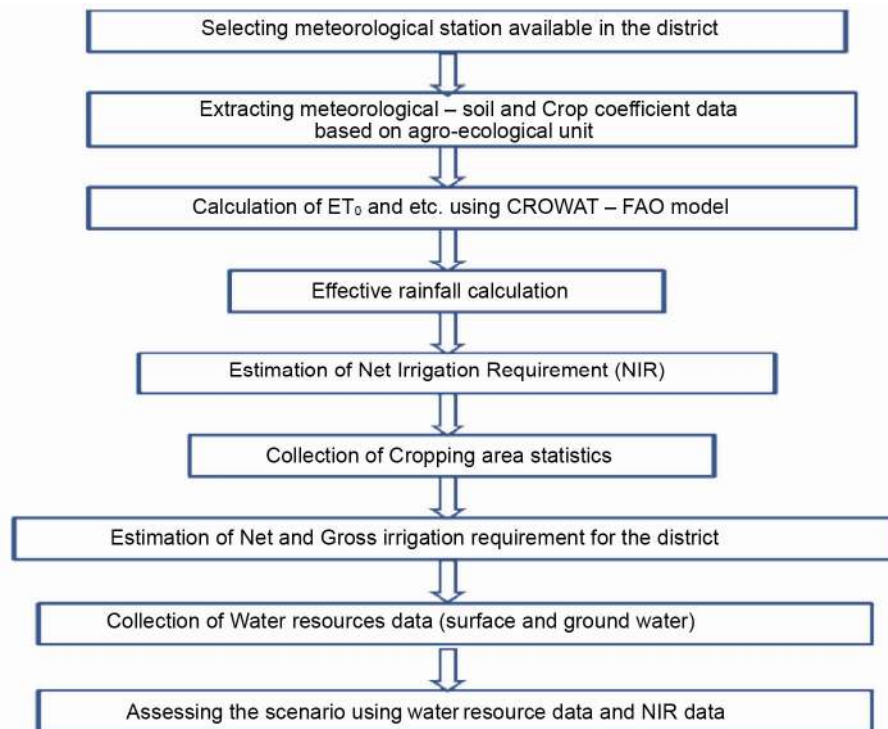 Selecting meteorological station available in the district
Extracting meteorological – soil and Crop coefficient data
based on agro-ecological unit
Calculation of ET₀ and etc. using CROWAT – FAO model
Effective rainfall calculation
Estimation of Net Irrigation Requirement (NIR)
Collection of Cropping area statistics
Estimation of Net and Gross irrigation requirement for the district
Collection of Water resources data (surface and ground water)
Assessing the scenario using water resource data and NIR data